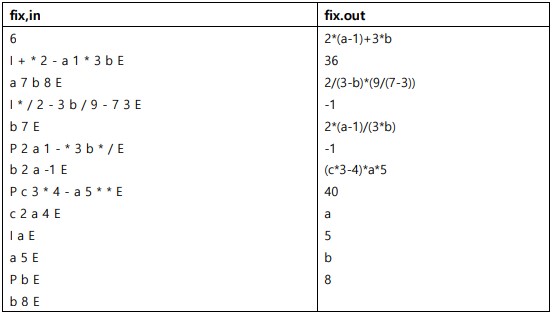 fix,in
fix.out
6
I + * 2 - a 1 * 3 b E
a 7 b 8 E
I * / 2 - 3 b / 9 - 7 3 E
b 7 E
P 2 a 1 - * 3 b * / E
b 2 a -1 E
P c 3 * 4 - a 5 * * E
c 2 a 4 E
I a E
a 5 E
P b E
b 8 E
2*(a-1)+3*b
36
2/(3-b)*(9/(7-3))
-1
2*(a-1)/(3*b)
-1
(c*3-4)*a*5
40
a
5
b
8